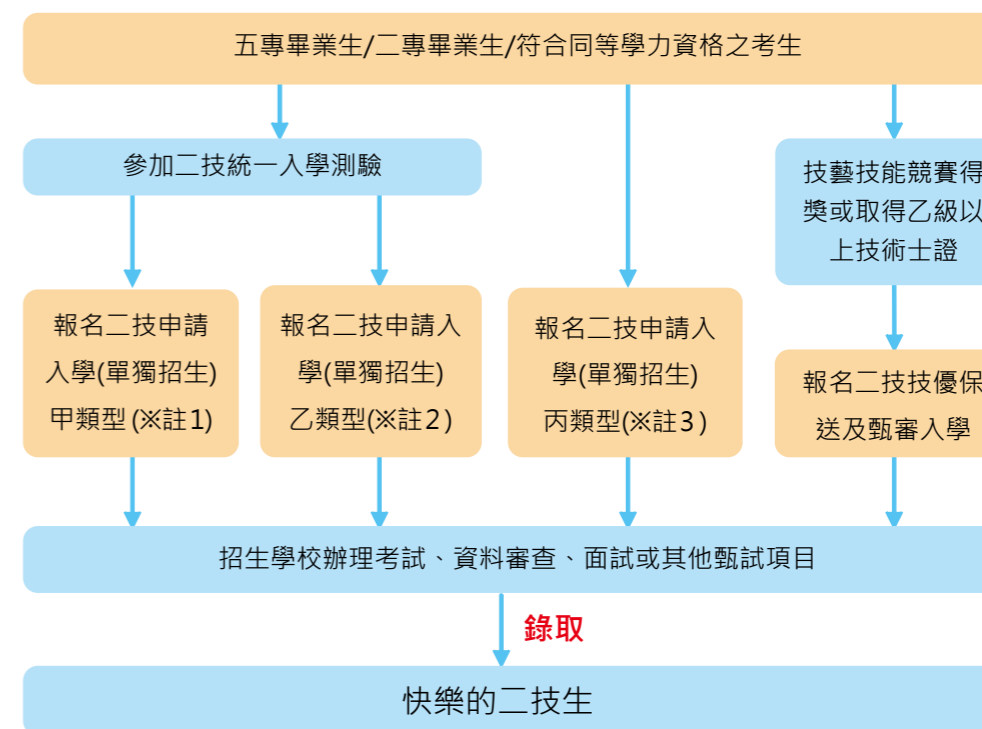 五專畢業生/二專畢業生/符合同等學力資格之考生
參加二技統一入學測驗
技藝技能競賽得
獎或取得乙級以
上技術士證
報名二技申請
入學(單獨招生)
甲類型(※註1)
報名二技申請入
學(單獨招生)
乙類型(※註2)
報名二技申請入
學(單獨招生)
丙類型(※註3)
報名二技技優保
送及甄審入學
招生學校辦理考試、資料審查、面試或其他甄試項目
錄取
快樂的二技生